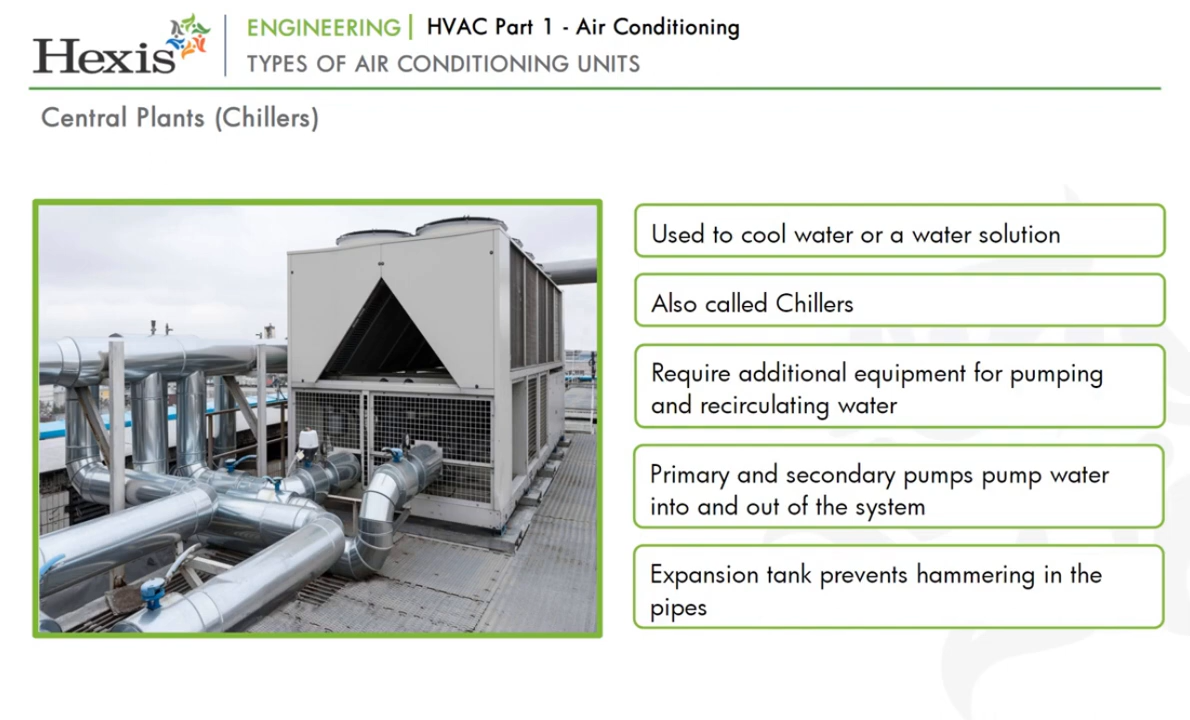 Hexis
ENGINEERING | HVAC Part 1 - Air Conditioning
TYPES OF AIR CONDITIONING UNITS
Central Plants (Chillers)
Used to cool water or a water solution
Also called Chillers
Require additional equipment for pumping
and recirculating water
Primary and secondary pumps pump water
into and out of the system
Expansion tank prevents hammering in the
pipes